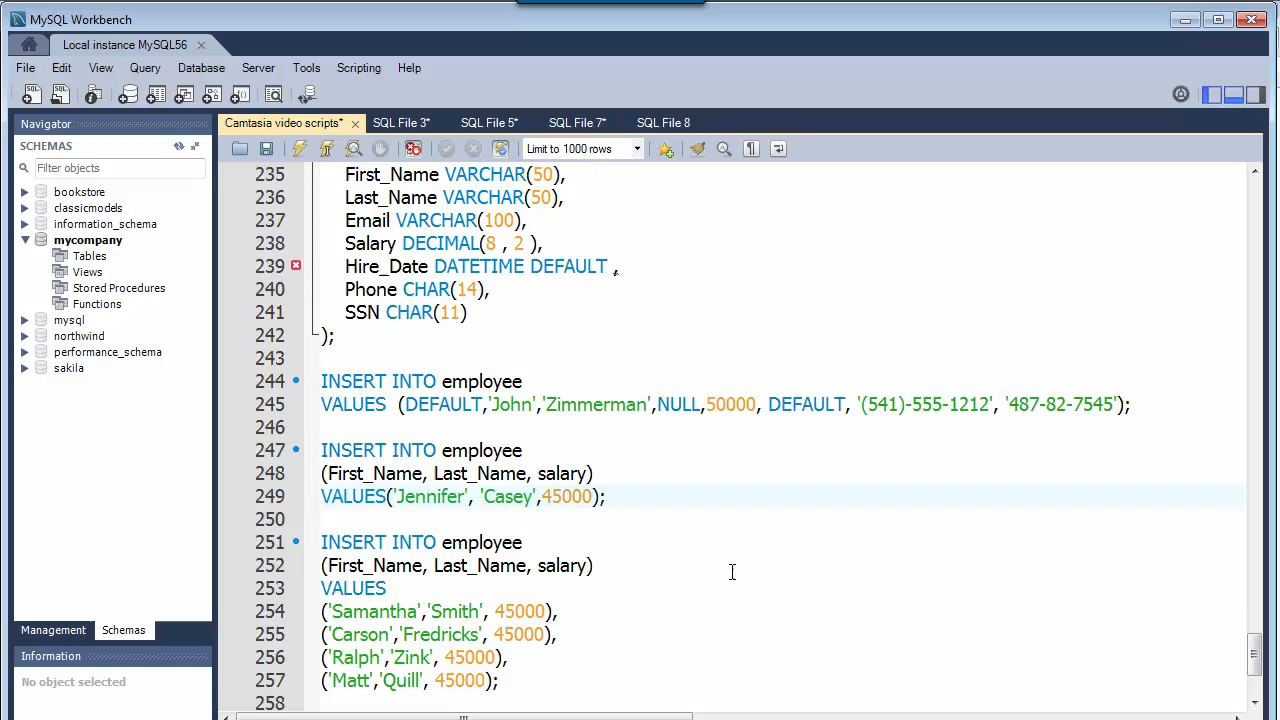 MySQL Workbench
Local instance MySQL56
File Edit View Query Database Server Tools Scripting Help
Navigator
SCHEMAS
Filter objects
bookstore
classicmodels
information_schema
mycompany
Tables
Views
Stored Procedures
Functions
mysql
northwind
performance_schema
sakila
Management Schemas
Information
No object selected
Camtasia video scripts* SQL File 3* SQL File 5* SQL File 7* SQL File 8
Limit to 1000 rows
235 First_Name VARCHAR(50),
236 Last_Name VARCHAR(50),
237 Email VARCHAR(100),
238 Salary DECIMAL(8 , 2 ),
239 Hire_Date DATETIME DEFAULT ,
240 Phone CHAR(14),
241 SSN CHAR(11)
242 );
243
244 INSERT INTO employee
245 VALUES (DEFAULT,'John','Zimmerman',NULL,50000, DEFAULT, '(541)-555-1212', '487-82-7545');
246
247 INSERT INTO employee
248 (First_Name, Last_Name, salary)
249 VALUES('Jennifer', 'Casey',45000);
250
251 INSERT INTO employee
252 (First_Name, Last_Name, salary)
253 VALUES
254 ('Samantha','Smith', 45000),
255 ('Carson','Fredricks', 45000),
256 ('Ralph','Zink', 45000),
257 ('Matt','Quill', 45000);
258